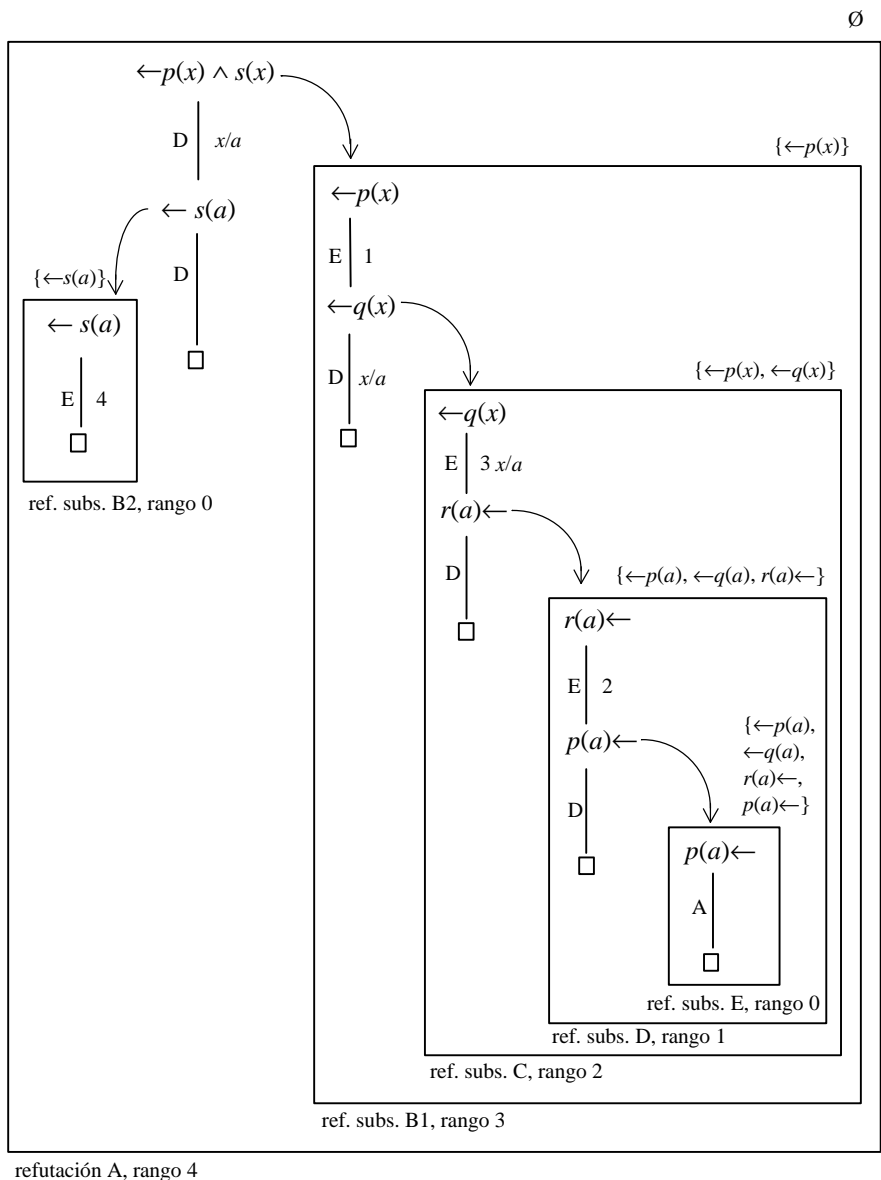 Ø
←p(x) ∧ s(x)
D x/a
{←p(x)}
←p(x)
← s(a)
E 1
D
{←s(a)}
←q(x)
← s(a)
{←p(x), ←q(x)}
D x/a
E 4
←q(x)
E 3 x/a
ref. subs. B2, rango 0
r(a)←
D
{←p(a), ←q(a), r(a)←}
r(a)←
E 2
{←p(a),
←q(a),
r(a)←,
p(a)←}
p(a)←
D
p(a)←
A
ref. subs. E, rango 0
ref. subs. D, rango 1
ref. subs. C, rango 2
ref. subs. B1, rango 3
refutación A, rango 4